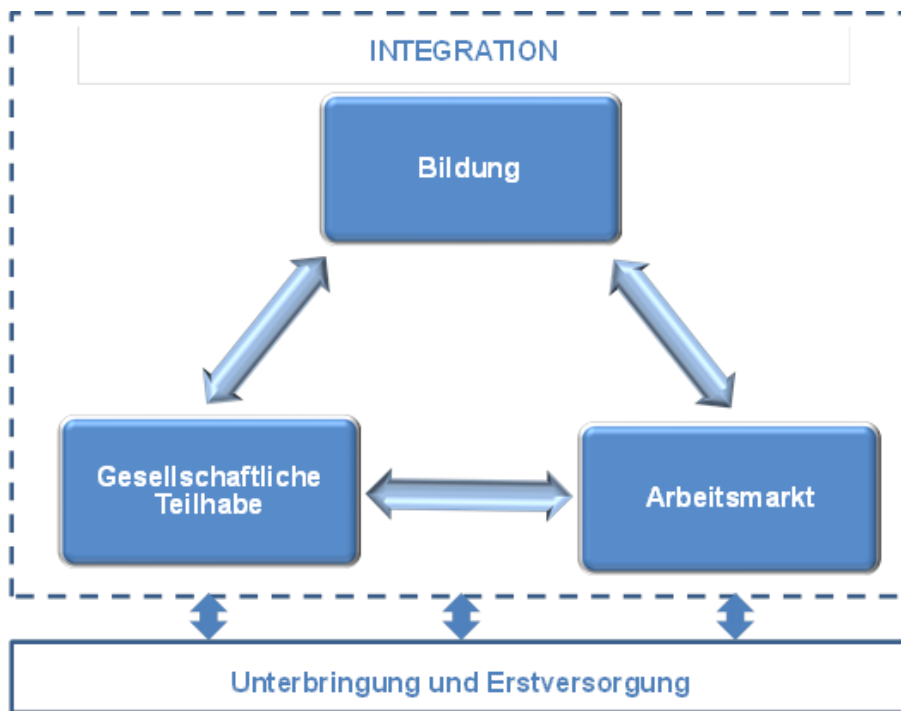 INTEGRATION
Bildung
Gesellschaftliche
Teilhabe
Arbeitsmarkt
Unterbringung und Erstversorgung